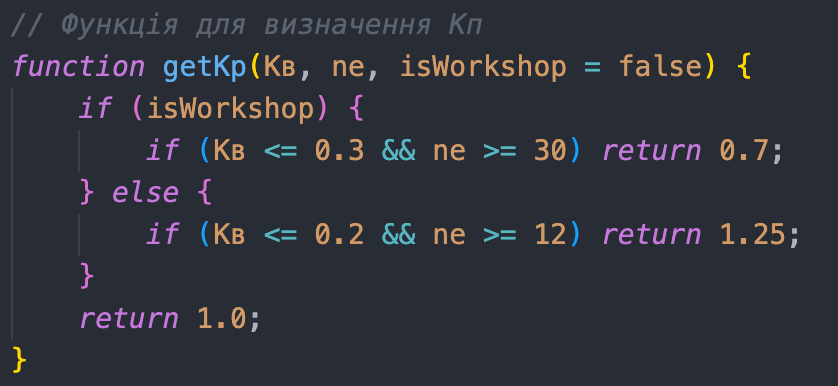 // Функція для визначення Кп
function getKp(Кв, ne, isWorkshop = false) {
    if (isWorkshop) {
        if (Кв <= 0.3 && ne >= 30) return 0.7;
    } else {
        if (Кв <= 0.2 && ne >= 12) return 1.25;
    }
    return 1.0;
}